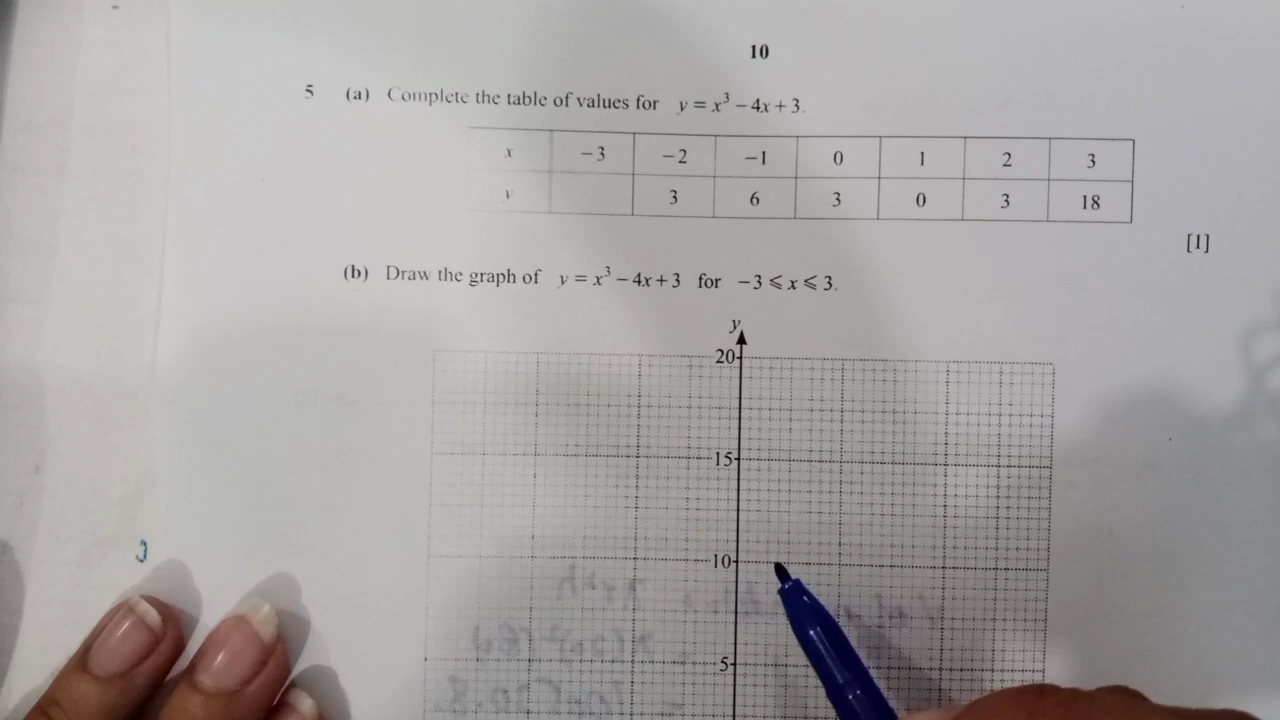 10
5 (a) Complete the table of values for y = x³ − 4x + 3.
x −3 −2 −1 0 1 2 3
y 3 6 3 0 3 18
[1]
(b) Draw the graph of y = x³ − 4x + 3 for −3 ⩽ x ⩽ 3.
y
20
15
10
5